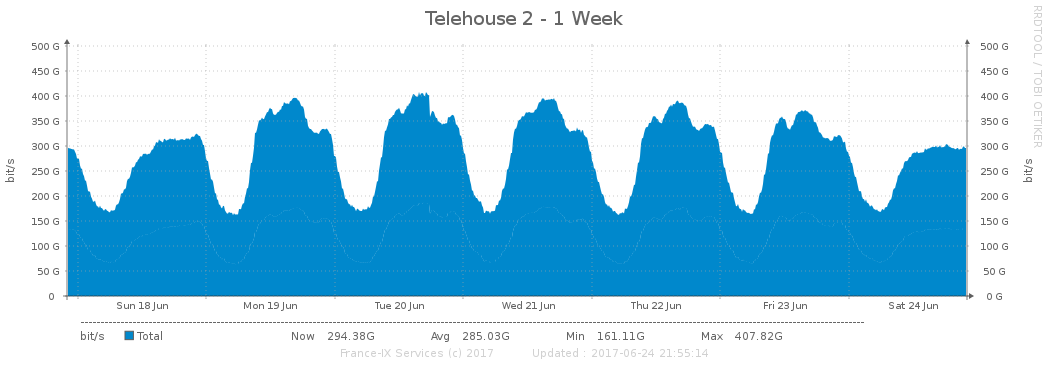 Telehouse 2 - 1 Week
RRDTOOL / TOBI OETIKER
500 G 500 G
450 G 450 G
400 G 400 G
350 G 350 G
300 G 300 G
250 G 250 G
200 G 200 G
150 G 150 G
100 G 100 G
50 G 50 G
0 0 G
bit/s bit/s
Sun 18 Jun Mon 19 Jun Tue 20 Jun Wed 21 Jun Thu 22 Jun Fri 23 Jun Sat 24 Jun
bit/s Total Now 294.38G Avg 285.03G Min 161.11G Max 407.82G
France-IX Services (c) 2017 Updated : 2017-06-24 21:55:14